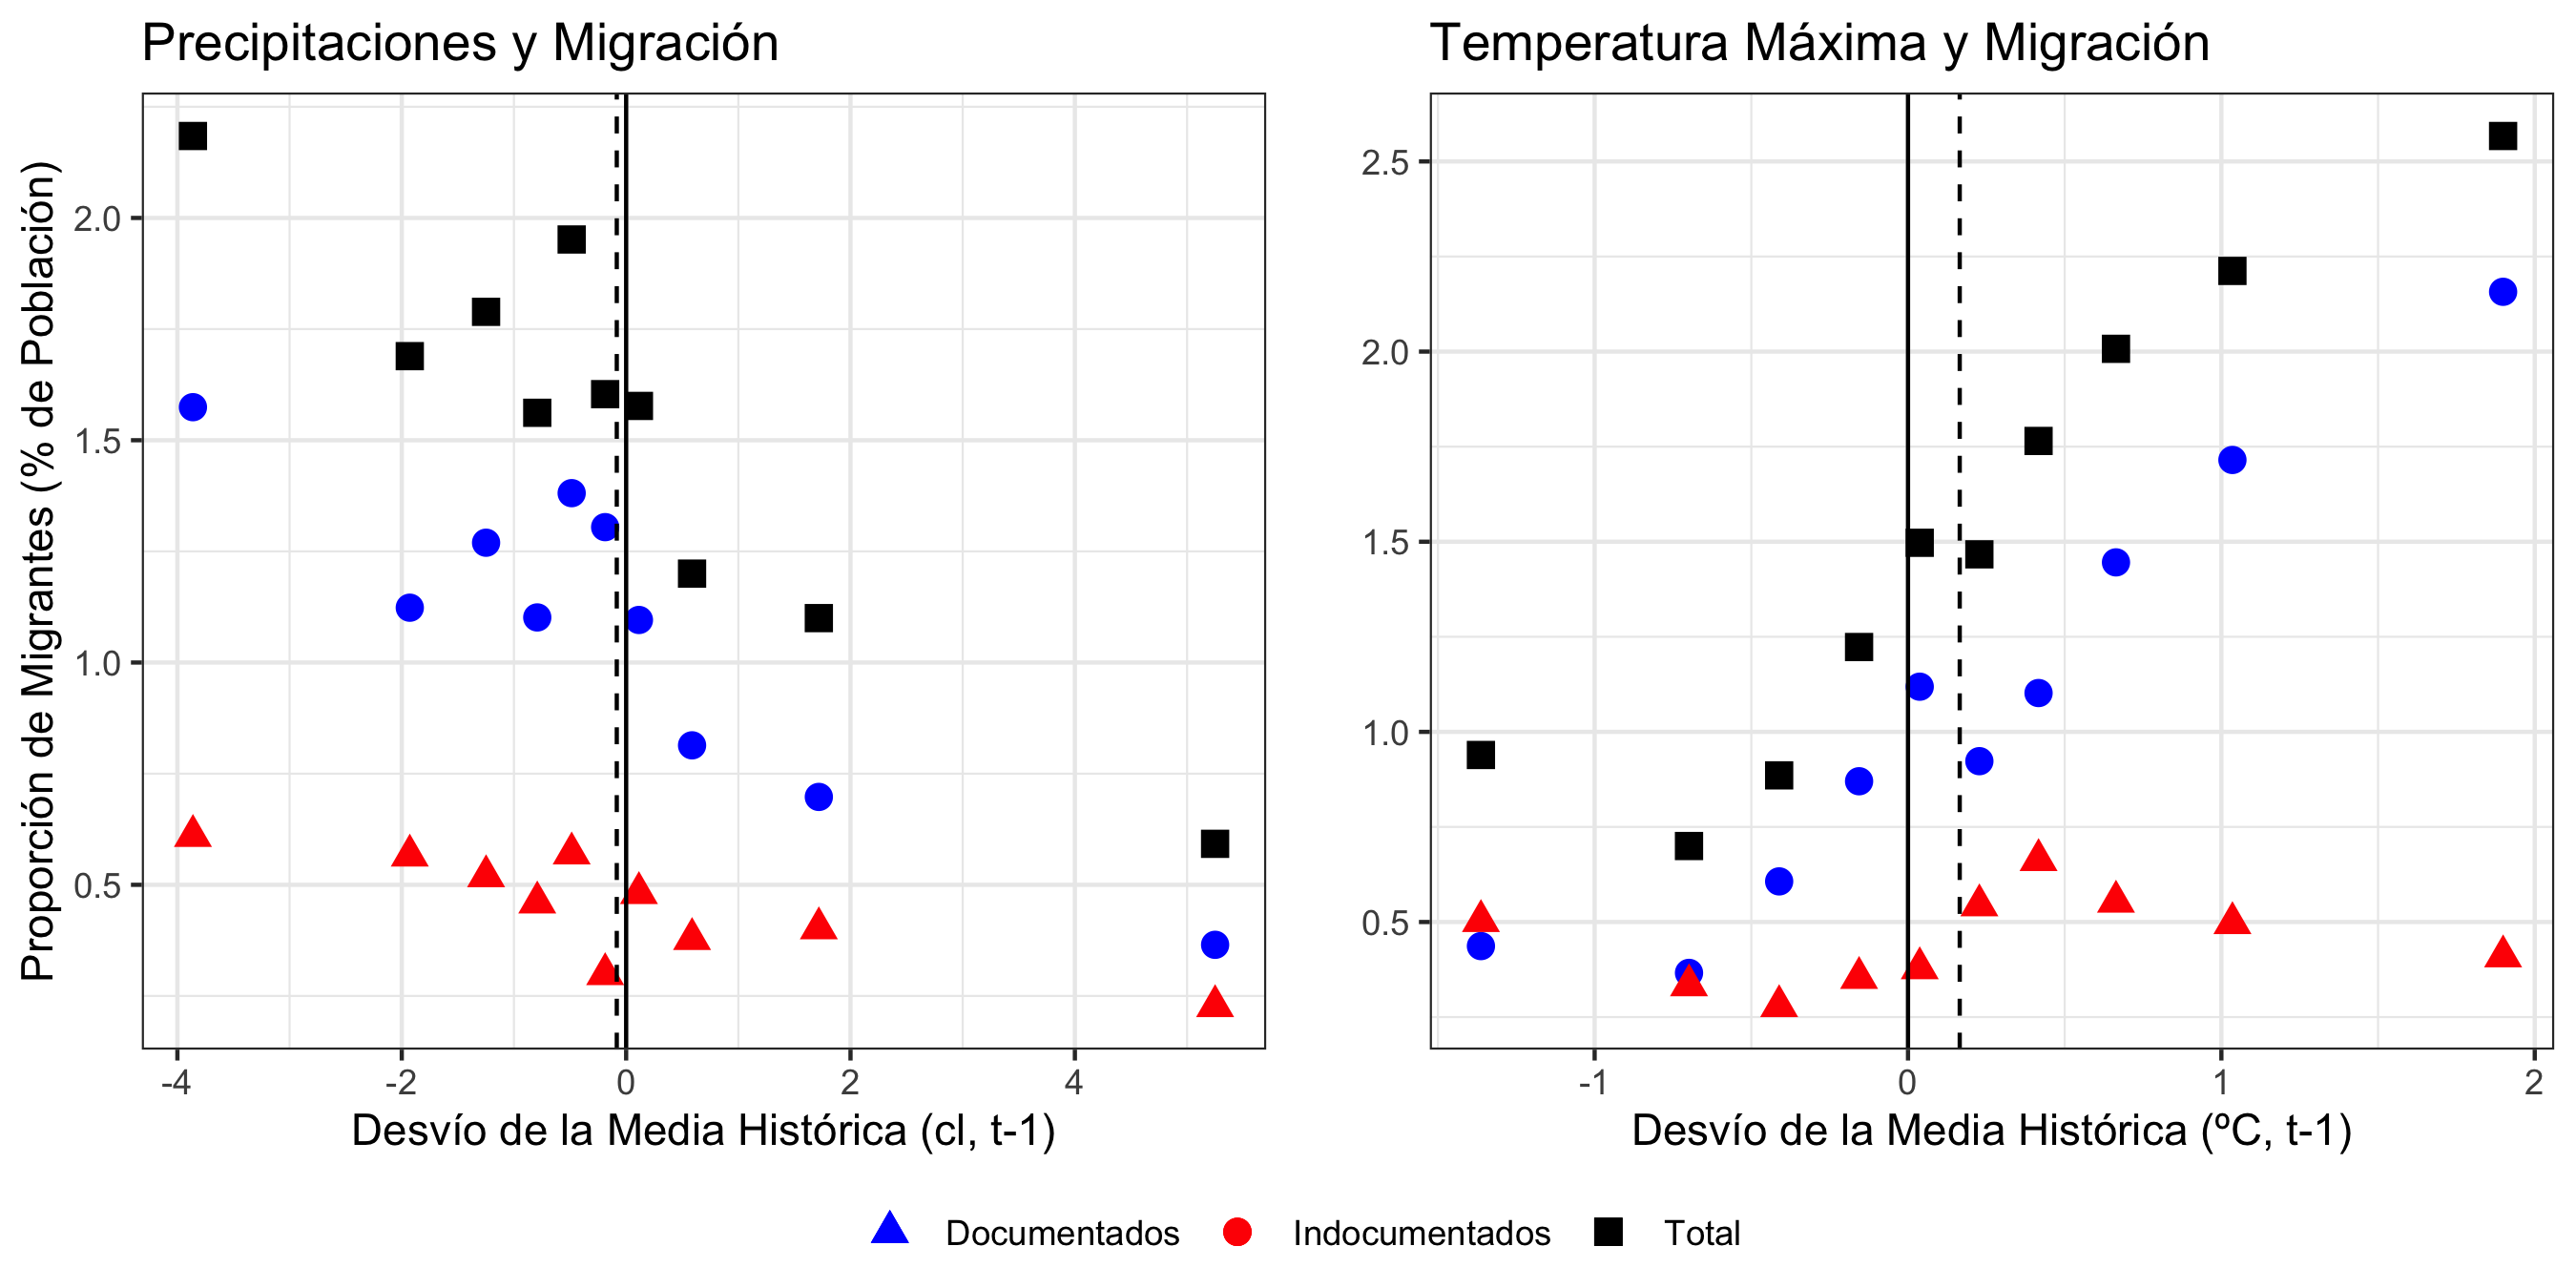 Precipitaciones y Migración
Proporción de Migrantes (% de Población)
2.0
1.5
1.0
0.5
-4
-2
0
2
4
Desvío de la Media Histórica (cl, t-1)
Temperatura Máxima y Migración
2.5
2.0
1.5
1.0
0.5
-1
0
1
2
Desvío de la Media Histórica (ºC, t-1)
Documentados
Indocumentados
Total